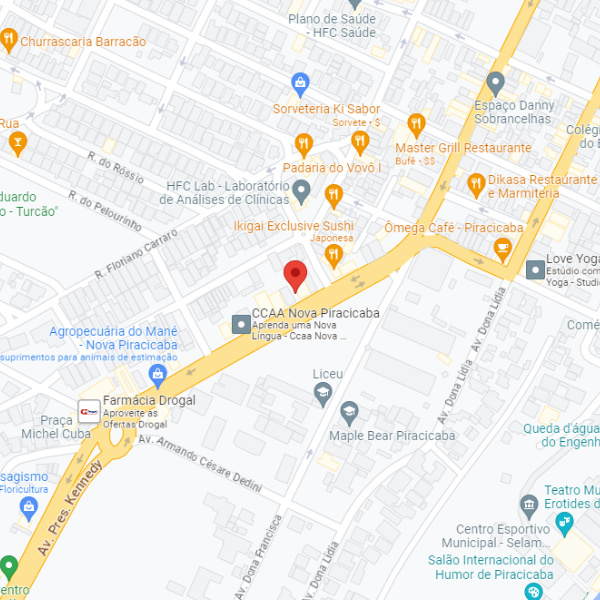 Plano de Saúde
- HFC Saúde
Churrascaria Barracão
Sorveteria Ki Sabor
Sorvete • $
Espaço Danny
Sobrancelhas
Rua
Colég
do E
Master Grill Restaurante
Bufê • $$
R. do Rossio
Padaria do Vovô I
HFC Lab - Laboratório
de Análises de Clínicas
Dikasa Restaurante
e Marmiteria
R. do Pelourinho
duardo
o - Turcão"
Ikigai Exclusive Sushi
Japonesa
Ômega Café - Piracicaba
R. Floriano Carraro
Love Yoga
Estúdio com
Yoga - Studi
CCAA Nova Piracicaba
Aprenda uma Nova
Língua - Ccaa Nova ...
Av. Dona Lídia
Comé
Agropecuária do Mané
- Nova Piracicaba
suprimentos para animais de estimação
Av. Dona Lídia
Liceu
Farmácia Drogal
Aproveite as
Ofertas Drogal
Praça
Michel Cuba
Maple Bear Piracicaba
Queda d'água
do Engenh
Av. Armando Césare Dedini
sagismo
Floricultura
Av. Pres. Kennedy
Teatro Mu
Erotides d
Centro Esportivo
Municipal - Selam...
Av. Dona Francisca
Av. Dona Lídia
Salão Internacional do
Humor de Piracicaba
entro